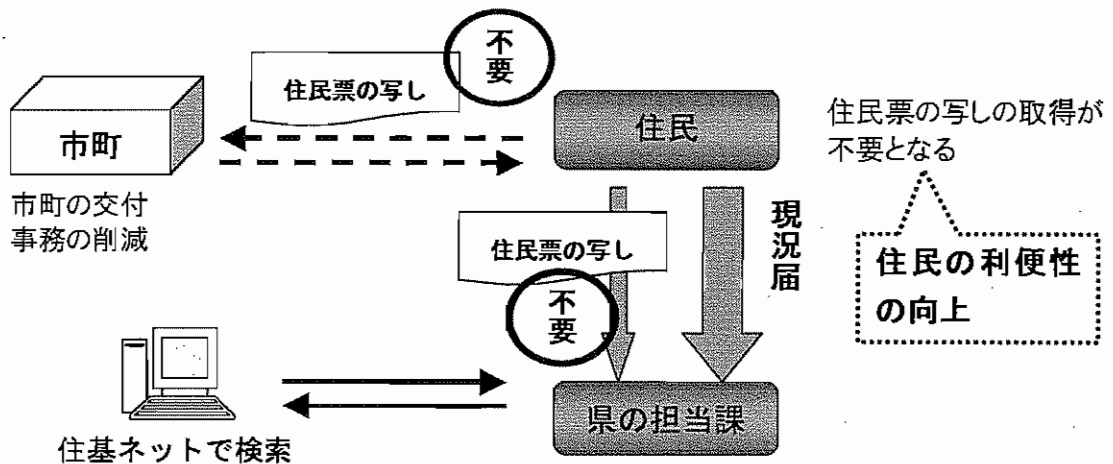 不要
住民票の写し
市町
住民
住民票の写しの取得が
不要となる
市町の交付
事務の削減
住民票の写し
不要
現況届
住民の利便性
の向上
県の担当課
住基ネットで検索